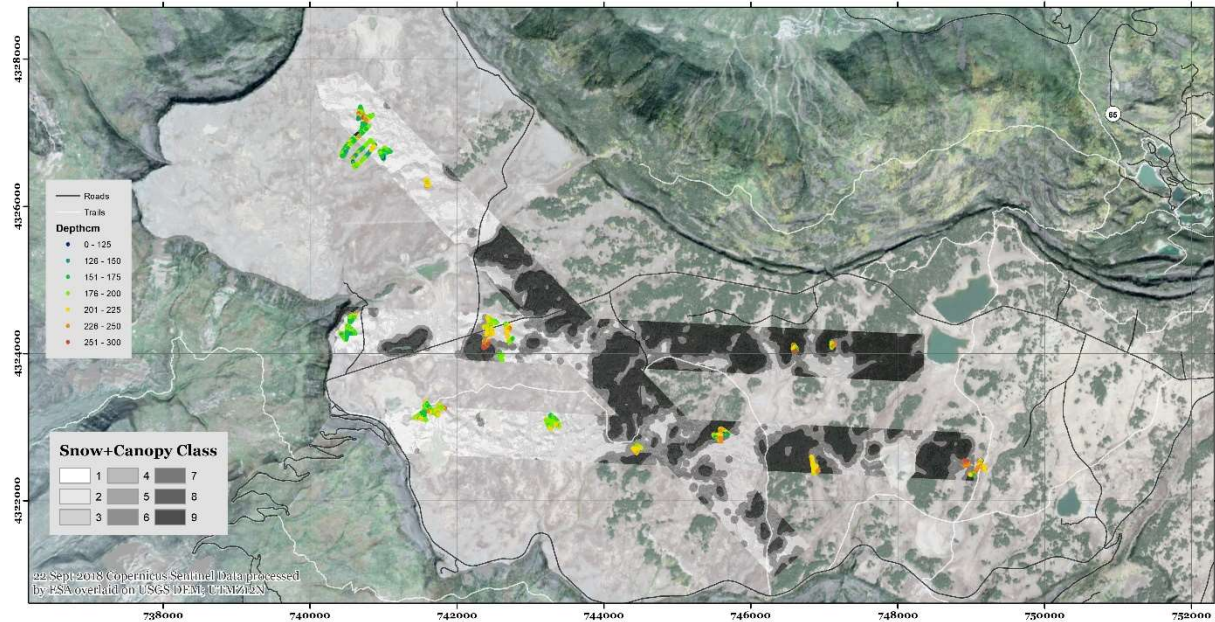 4328000
4326000
4324000
4322000
65
Roads
Trails
Depthcm
0 - 125
126 - 150
151 - 175
176 - 200
201 - 225
226 - 250
251 - 300
Snow+Canopy Class
1 4 7
2 5 8
3 6 9
22 Sept 2018 Copernicus Sentinel Data processed
by ESA overlaid on USGS DEM; UTMZ12N
738000 740000 742000 744000 746000 748000 750000 752000